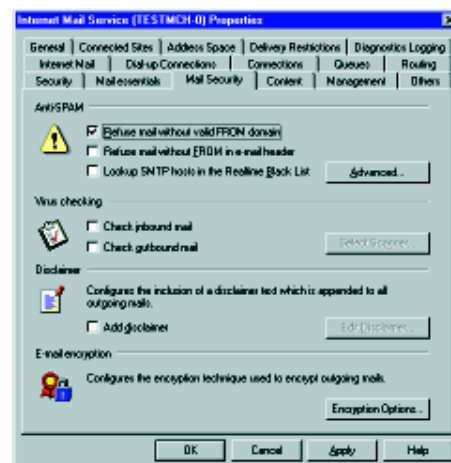 Internet Mail Service (TESTMCH-0) Properties
General Connected Sites Address Space Delivery Restrictions Diagnostics Logging
Internet Mail Dial-up Connections Connections Queues Routing
Security Mail essentials Mail Security Content Management Others
Anti-SPAM
Refuse mail without valid FROM domain
Refuse mail without FROM in e-mail header
Lookup SMTP hosts in the Realtime Black List
Advanced...
Virus checking
Check inbound mail
Check outbound mail
Select Scanner...
Disclaimer
Configures the inclusion of a disclaimer text which is appended to all
outgoing mails.
Add disclaimer
Edit Disclaimer...
E-mail encryption
Configures the encryption technique used to encrypt outgoing mails.
Encryption Options...
OK Cancel Apply Help